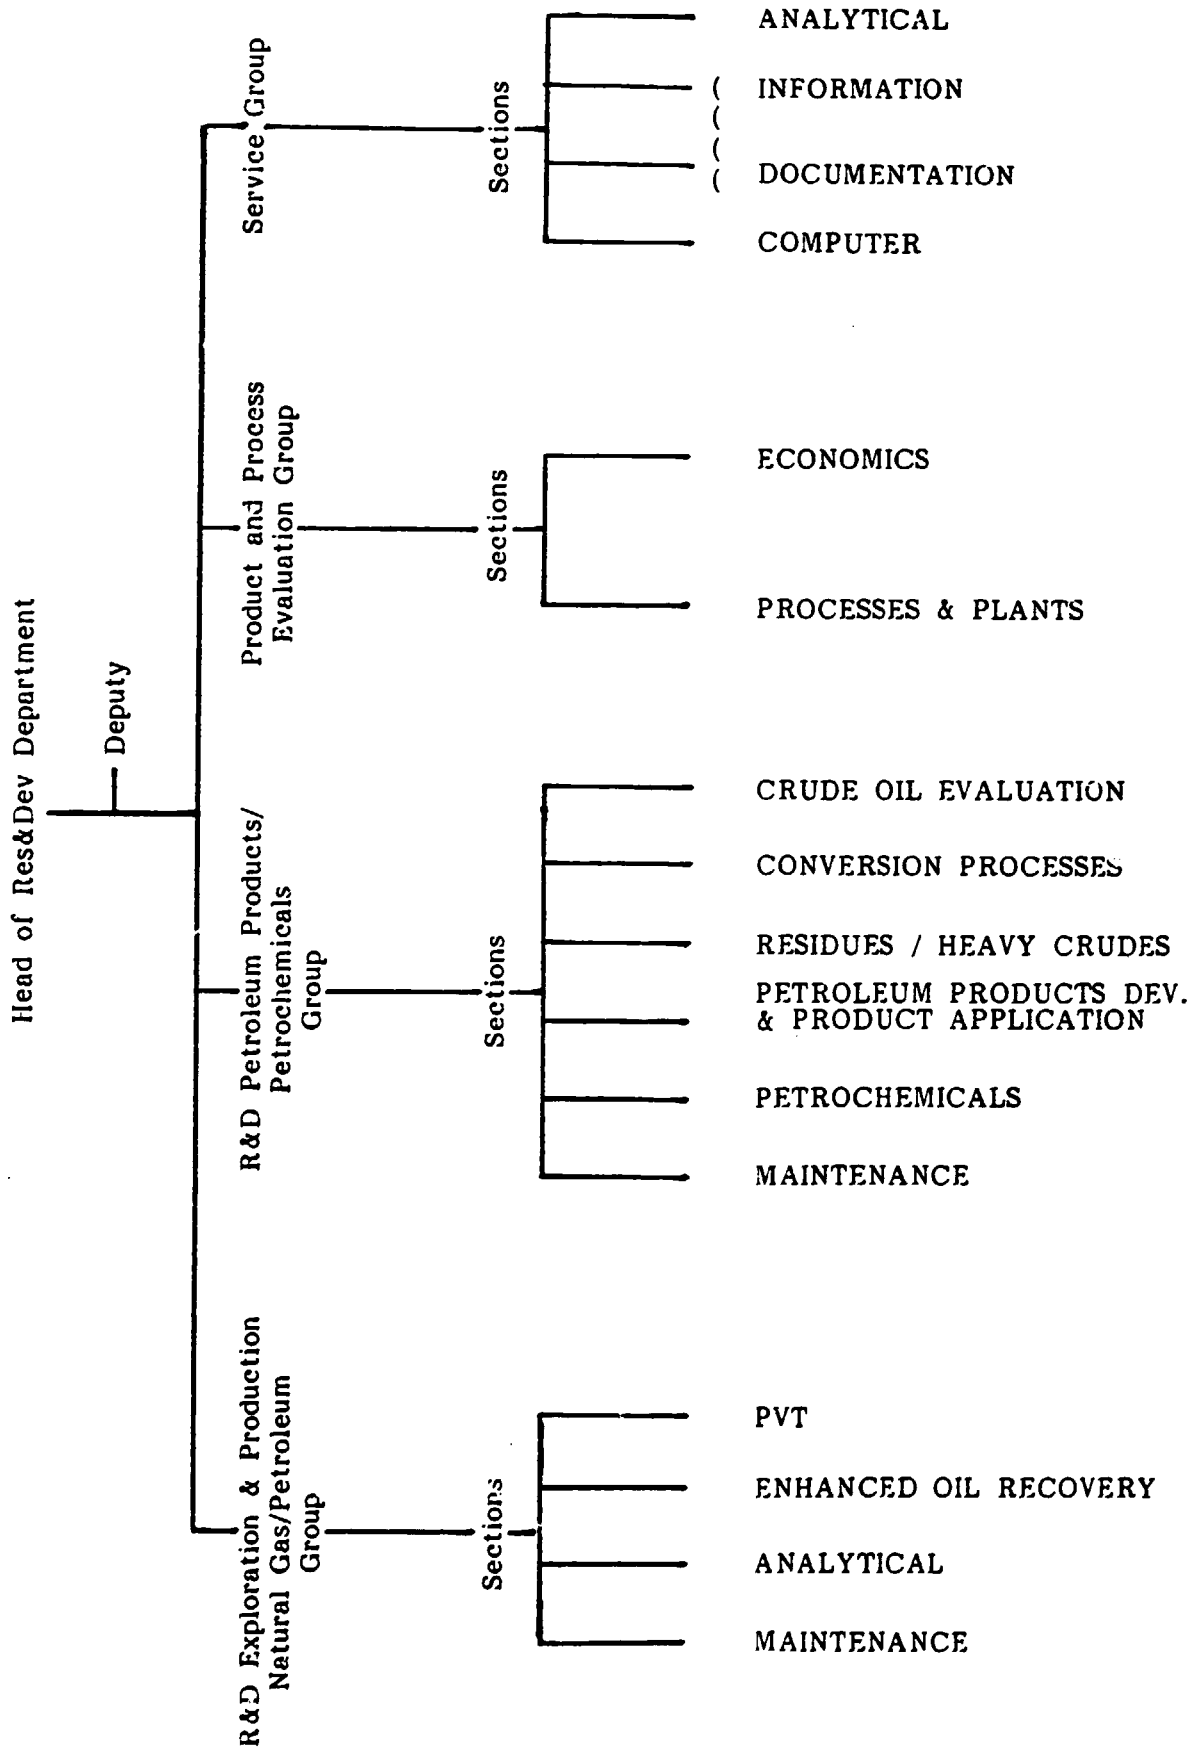 Head of Res&Dev Department
Deputy
Service Group
Sections
ANALYTICAL
( INFORMATION
(
(
( DOCUMENTATION
COMPUTER
Product and Process
Evaluation Group
Sections
ECONOMICS
PROCESSES & PLANTS
R&D Petroleum Products/
Petrochemicals
Group
Sections
CRUDE OIL EVALUATION
CONVERSION PROCESSES
RESIDUES / HEAVY CRUDES
PETROLEUM PRODUCTS DEV.
& PRODUCT APPLICATION
PETROCHEMICALS
MAINTENANCE
R&D Exploration & Production
Natural Gas/Petroleum
Group
Sections
PVT
ENHANCED OIL RECOVERY
ANALYTICAL
MAINTENANCE